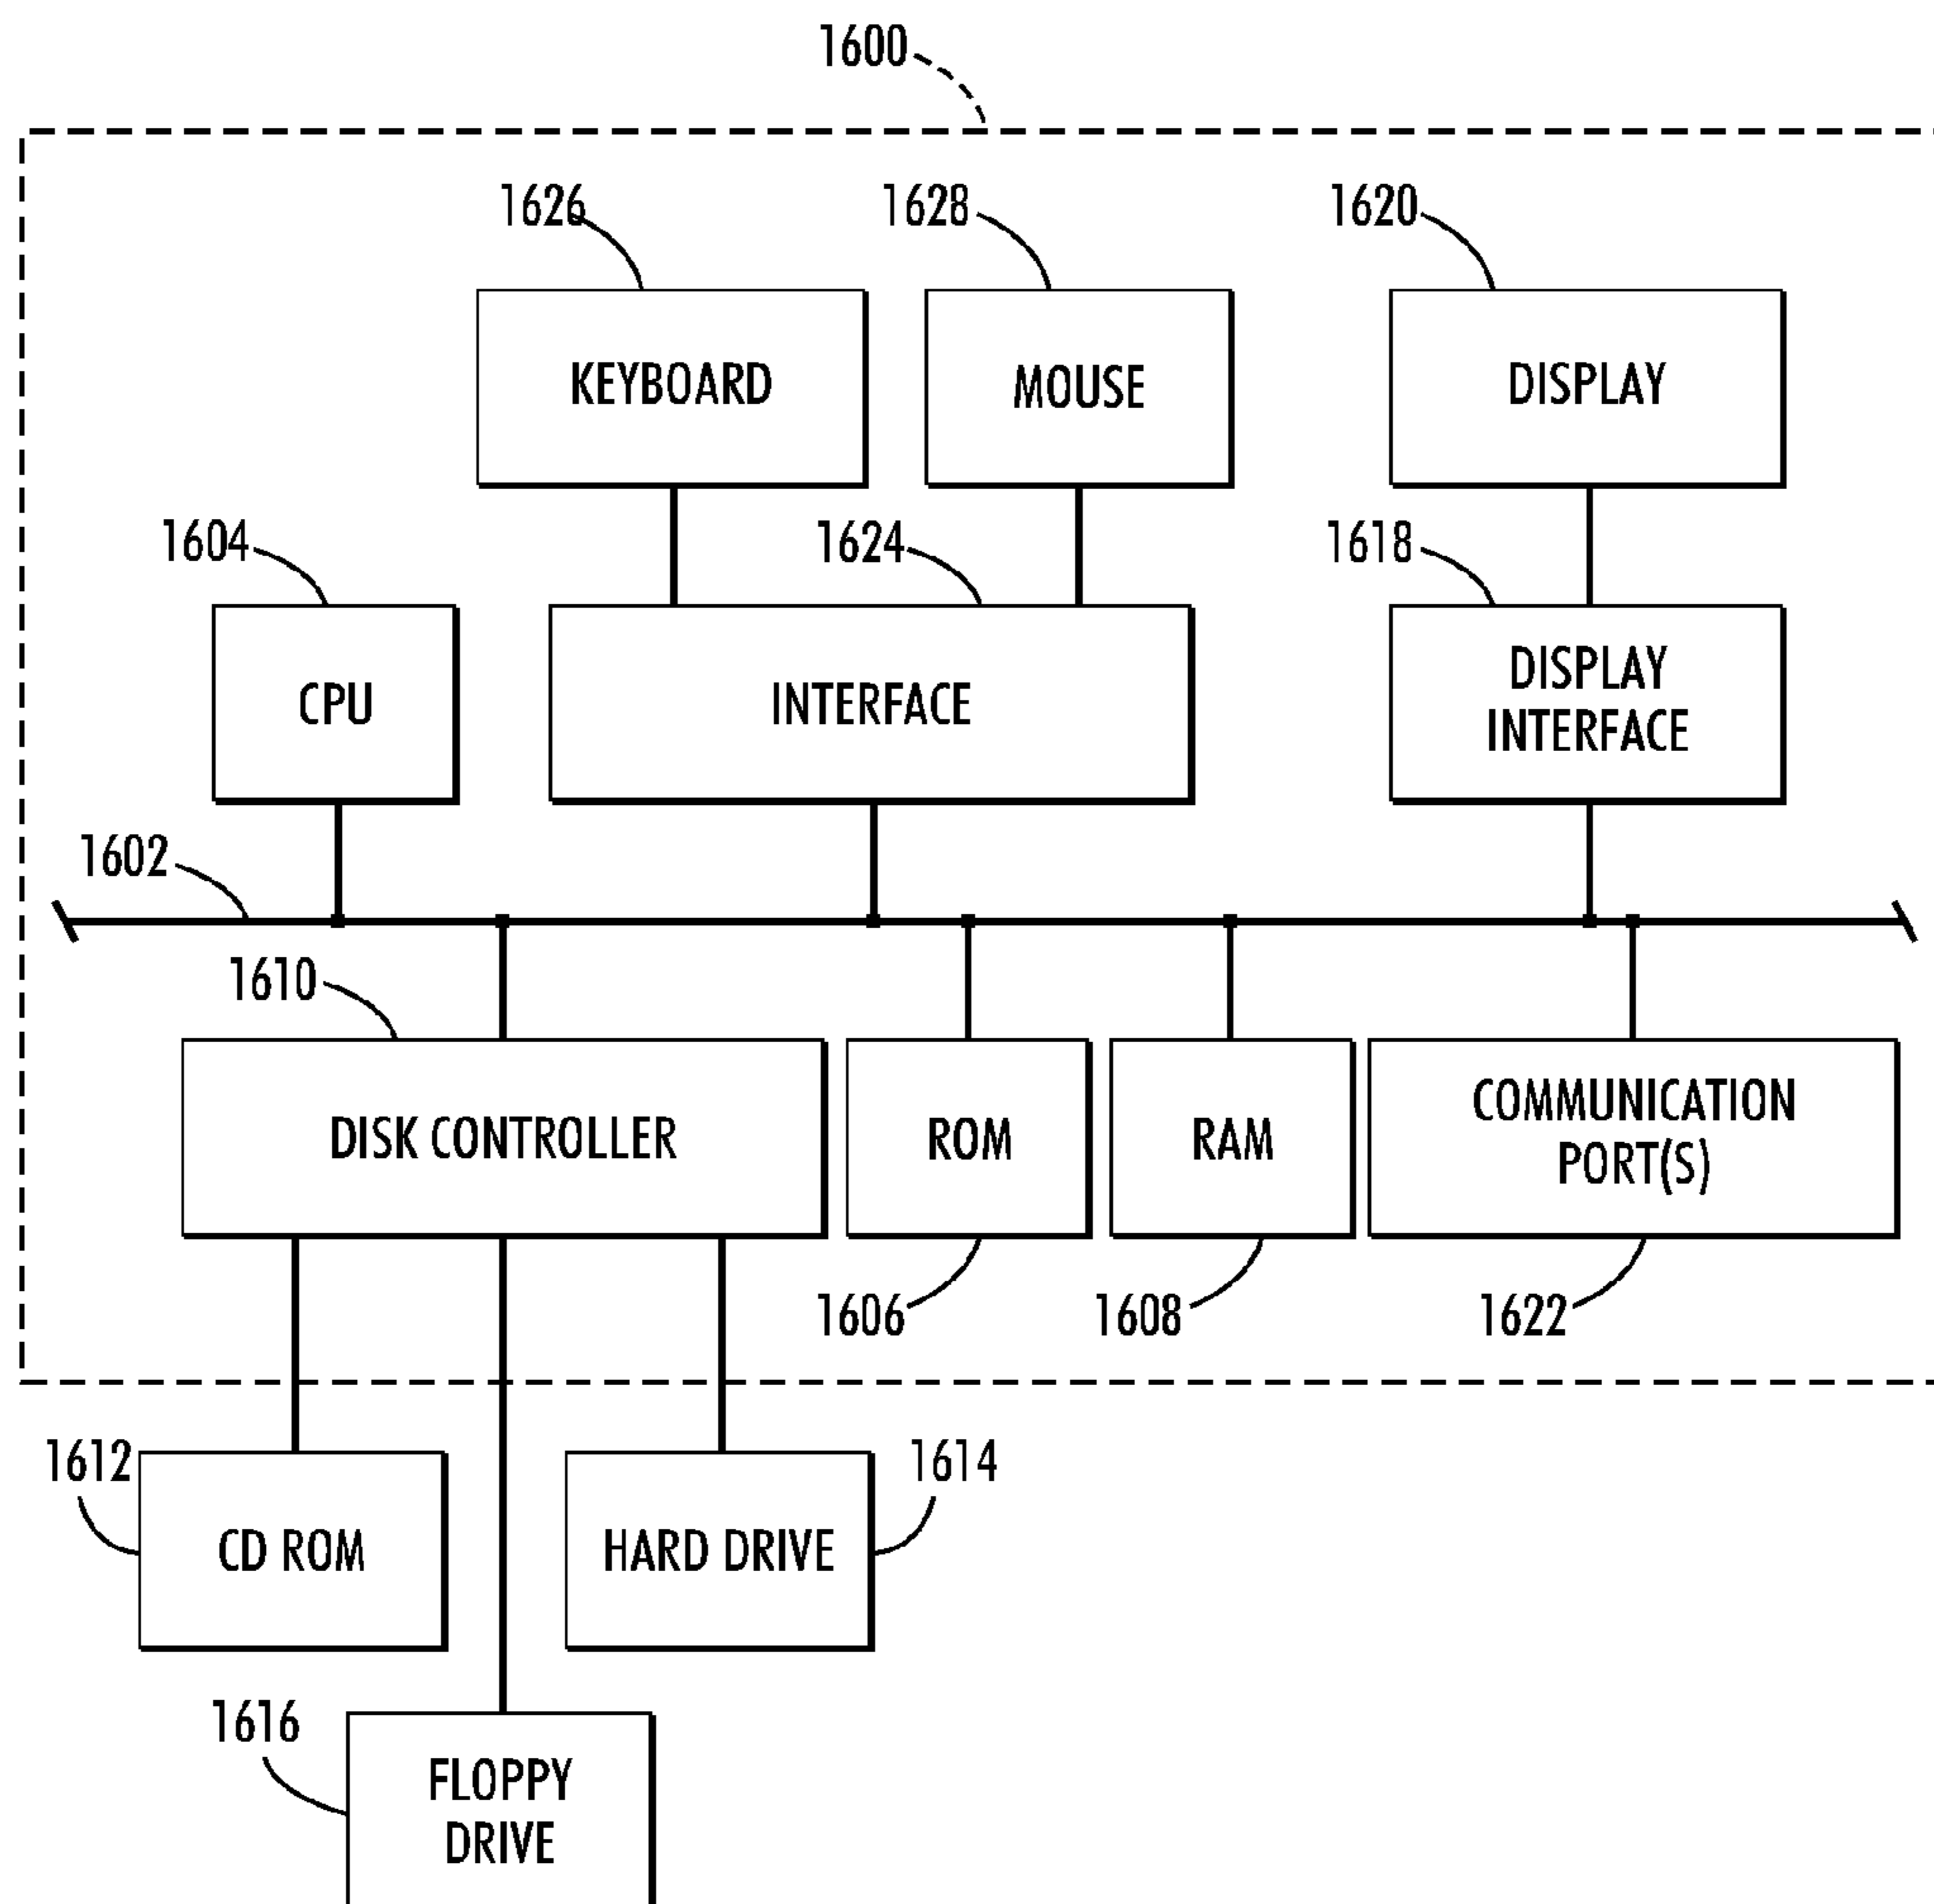 1600
1626
1628
1620
KEYBOARD
MOUSE
DISPLAY
1604
1624
1618
CPU
INTERFACE
DISPLAY
INTERFACE
1602
1610
DISK CONTROLLER
ROM
RAM
COMMUNICATION
PORT(S)
1606
1608
1622
1612
1614
CD ROM
HARD DRIVE
1616
FLOPPY
DRIVE